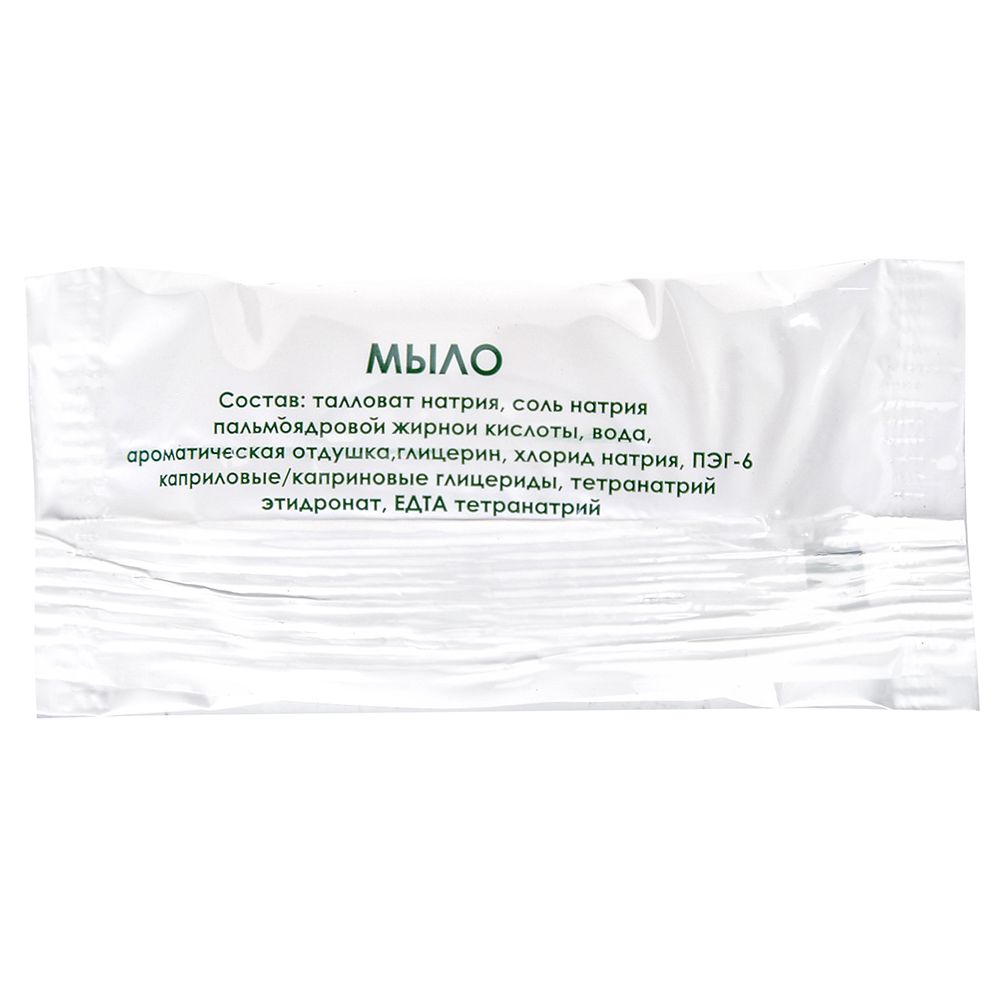 МЫЛО
Состав: талловат натрия, соль натрия
пальмоядровой жирной кислоты, вода,
ароматическая отдушка,глицерин, хлорид натрия, ПЭГ-6
каприловые/каприновые глицериды, тетранатрий
этидронат, ЕДТА тетранатрий